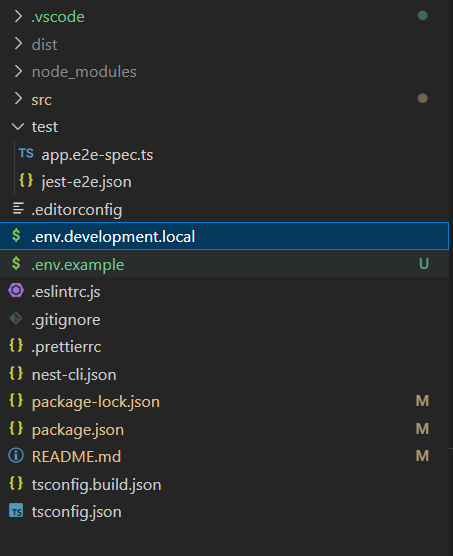 .vscode
dist
node_modules
src
test
TS app.e2e-spec.ts
{} jest-e2e.json
.editorconfig
$ .env.development.local
$ .env.example U
.eslintrc.js
.gitignore
{} .prettierrc
{} nest-cli.json
{} package-lock.json M
{} package.json M
README.md M
{} tsconfig.build.json
TS tsconfig.json